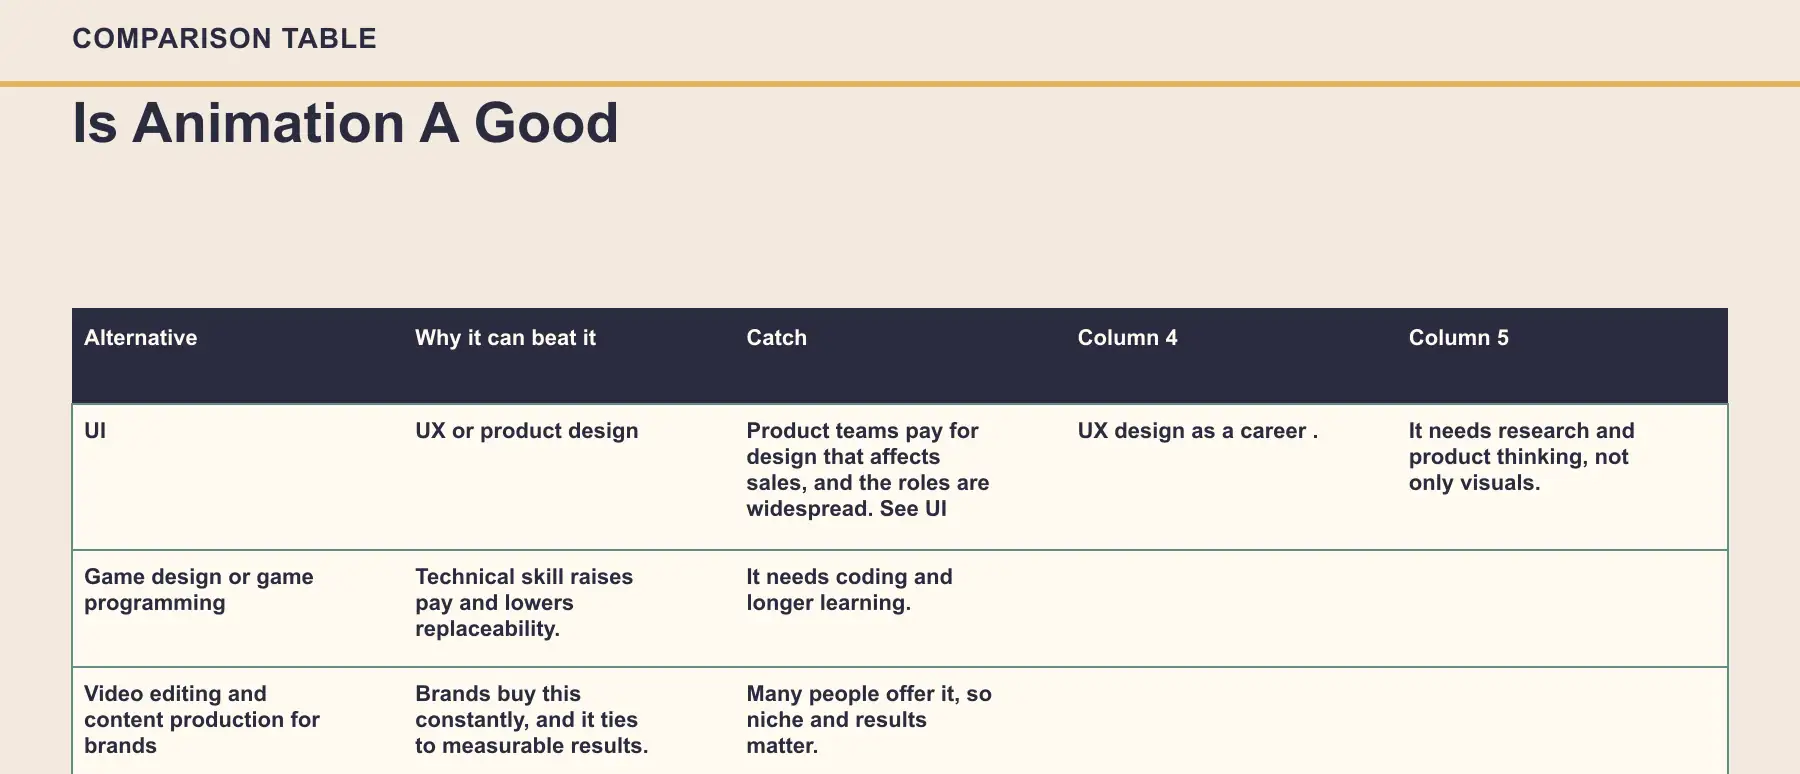 COMPARISON TABLE
Is Animation A Good
Alternative
Why it can beat it
Catch
Column 4
Column 5
UI
UX or product design
Product teams pay for
design that affects
sales, and the roles are
widespread. See UI
UX design as a career .
It needs research and
product thinking, not
only visuals.
Game design or game
programming
Technical skill raises
pay and lowers
replaceability.
It needs coding and
longer learning.
Video editing and
content production for
brands
Brands buy this
constantly, and it ties
to measurable results.
Many people offer it, so
niche and results
matter.